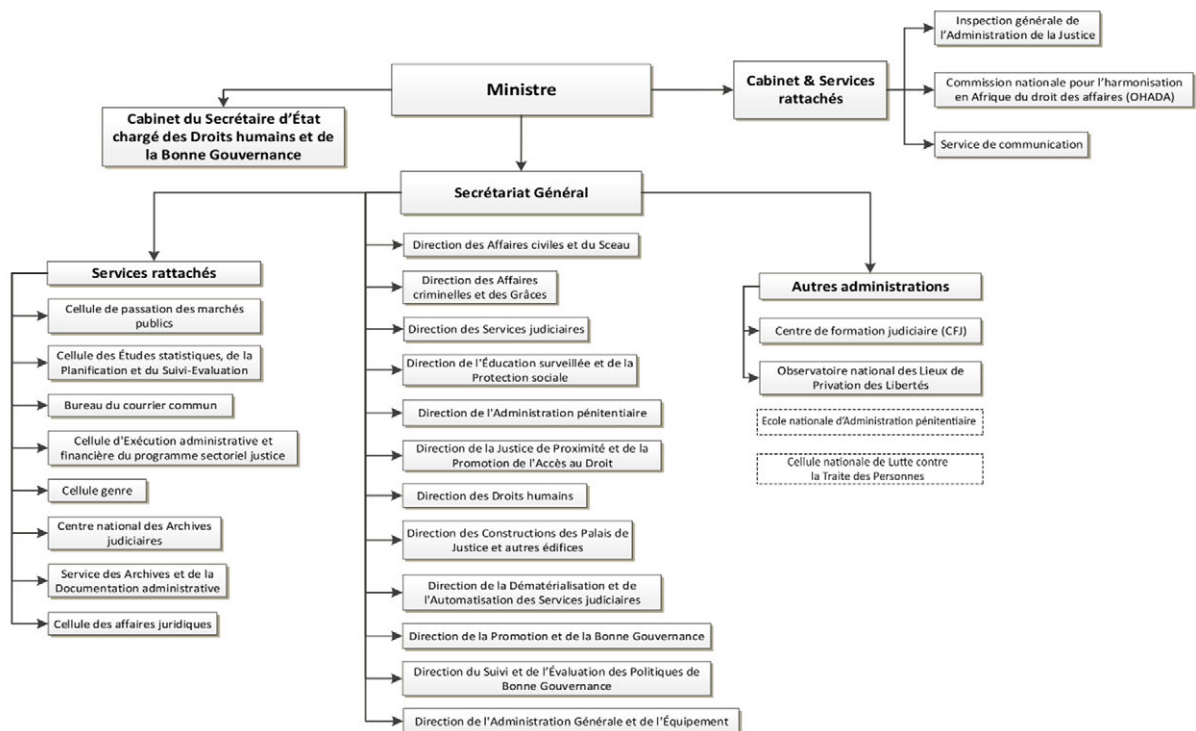 Ministre
Cabinet du Secrétaire d'État
chargé des Droits humains et de
la Bonne Gouvernance
Cabinet & Services
rattachés
Inspection générale de
l'Administration de la Justice
Commission nationale pour l'harmonisation
en Afrique du droit des affaires (OHADA)
Service de communication
Secrétariat Général
Services rattachés
Cellule de passation des marchés
publics
Cellule des Études statistiques, de la
Planification et du Suivi-Evaluation
Bureau du courrier commun
Cellule d'Exécution administrative et
financière du programme sectoriel justice
Cellule genre
Centre national des Archives
judiciaires
Service des Archives et de la
Documentation administrative
Cellule des affaires juridiques
Direction des Affaires civiles et du Sceau
Direction des Affaires
criminelles et des Grâces
Direction des Services judiciaires
Direction de l'Éducation surveillée et de la
Protection sociale
Direction de l'Administration pénitentiaire
Direction de la Justice de Proximité et de la
Promotion de l'Accès au Droit
Direction des Droits humains
Direction des Constructions des Palais de
Justice et autres édifices
Direction de la Dématérialisation et de
l'Automatisation des Services judiciaires
Direction de la Promotion et de la Bonne Gouvernance
Direction du Suivi et de l'Évaluation des Politiques de
Bonne Gouvernance
Direction de l'Administration Générale et de l'Équipement
Autres administrations
Centre de formation judiciaire (CFJ)
Observatoire national des Lieux de
Privation des Libertés
Ecole nationale d'Administration pénitentiaire
Cellule nationale de Lutte contre
la Traite des Personnes